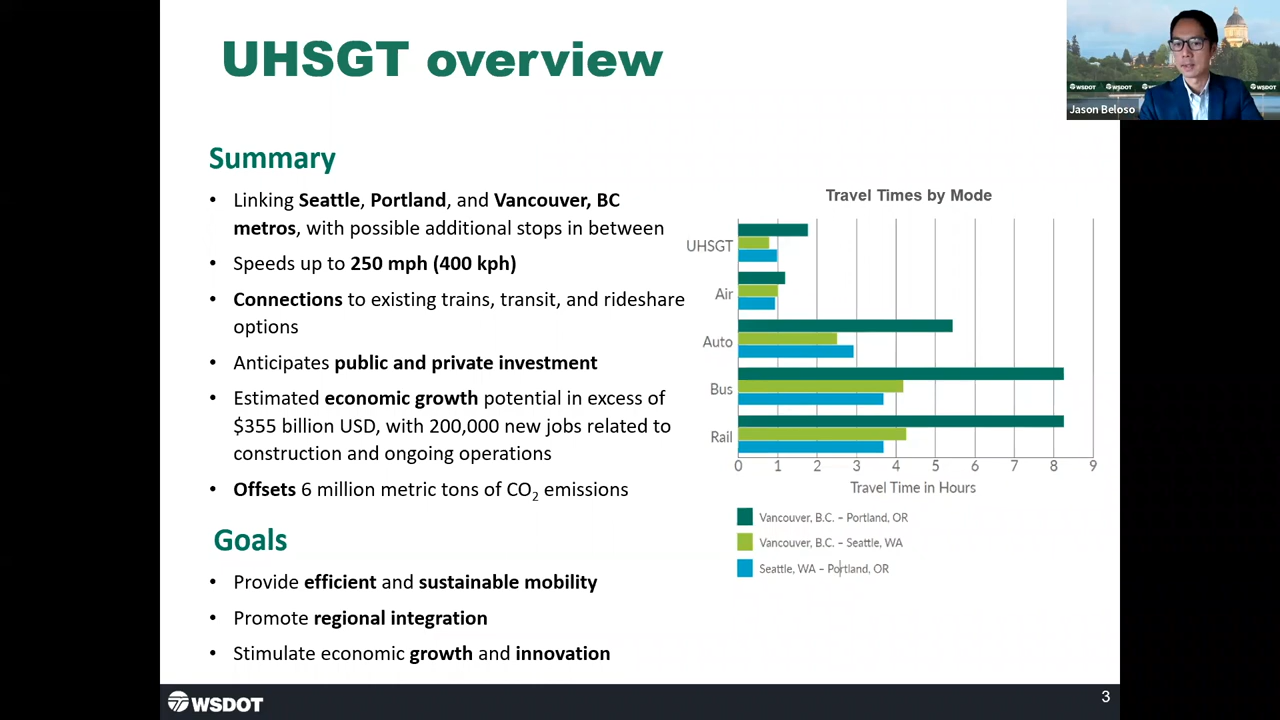 UHSGT overview
Summary
• Linking Seattle, Portland, and Vancouver, BC
metros, with possible additional stops in between
• Speeds up to 250 mph (400 kph)
• Connections to existing trains, transit, and rideshare
options
• Anticipates public and private investment
• Estimated economic growth potential in excess of
$355 billion USD, with 200,000 new jobs related to
construction and ongoing operations
• Offsets 6 million metric tons of CO2 emissions
Goals
• Provide efficient and sustainable mobility
• Promote regional integration
• Stimulate economic growth and innovation
Travel Times by Mode
UHSGT
Air
Auto
Bus
Rail
0 1 2 3 4 5 6 7 8 9
Travel Time in Hours
Vancouver, B.C. – Portland, OR
Vancouver, B.C. – Seattle, WA
Seattle, WA – Portland, OR
WSDOT
3
WSDOT
WSDOT
WSDOT
Jason Beloso